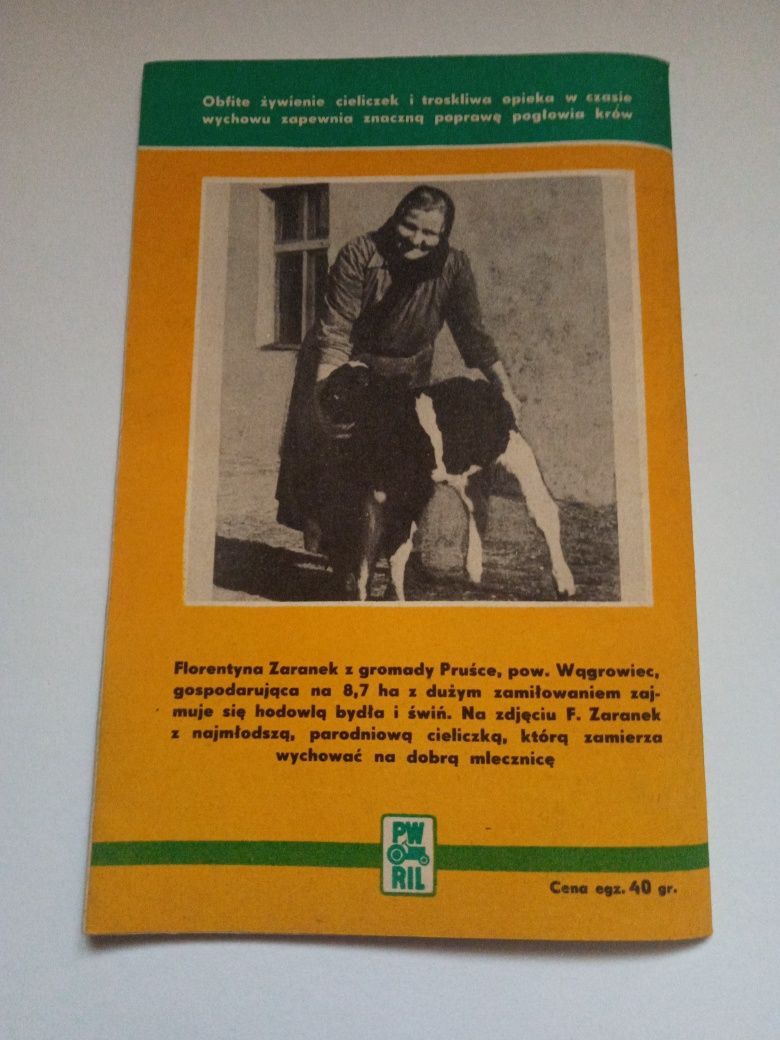 Obfite żywienie cieliczek i troskliwa opieka w czasie
wychowu zapewnia znaczną poprawę pogłowia krów
Florentyna Zaranek z gromady Pruśce, pow. Wągrowiec,
gospodarująca na 8,7 ha z dużym zamiłowaniem zaj-
muje się hodowlą bydła i świń. Na zdjęciu F. Zaranek
z najmłodszą, parodniową cieliczką, którą zamierza
wychować na dobrą mlecznicę
PW
RIL
Cena egz. 40 gr.